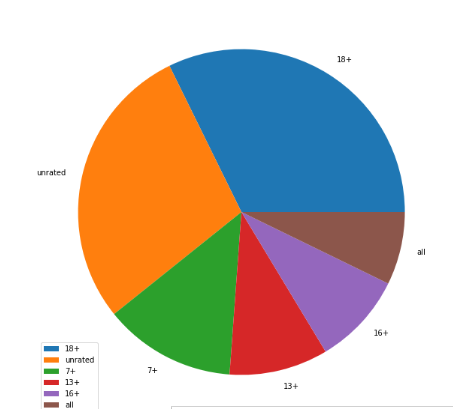 18+
unrated
all
16+
7+
13+
18+
unrated
7+
13+
16+
all